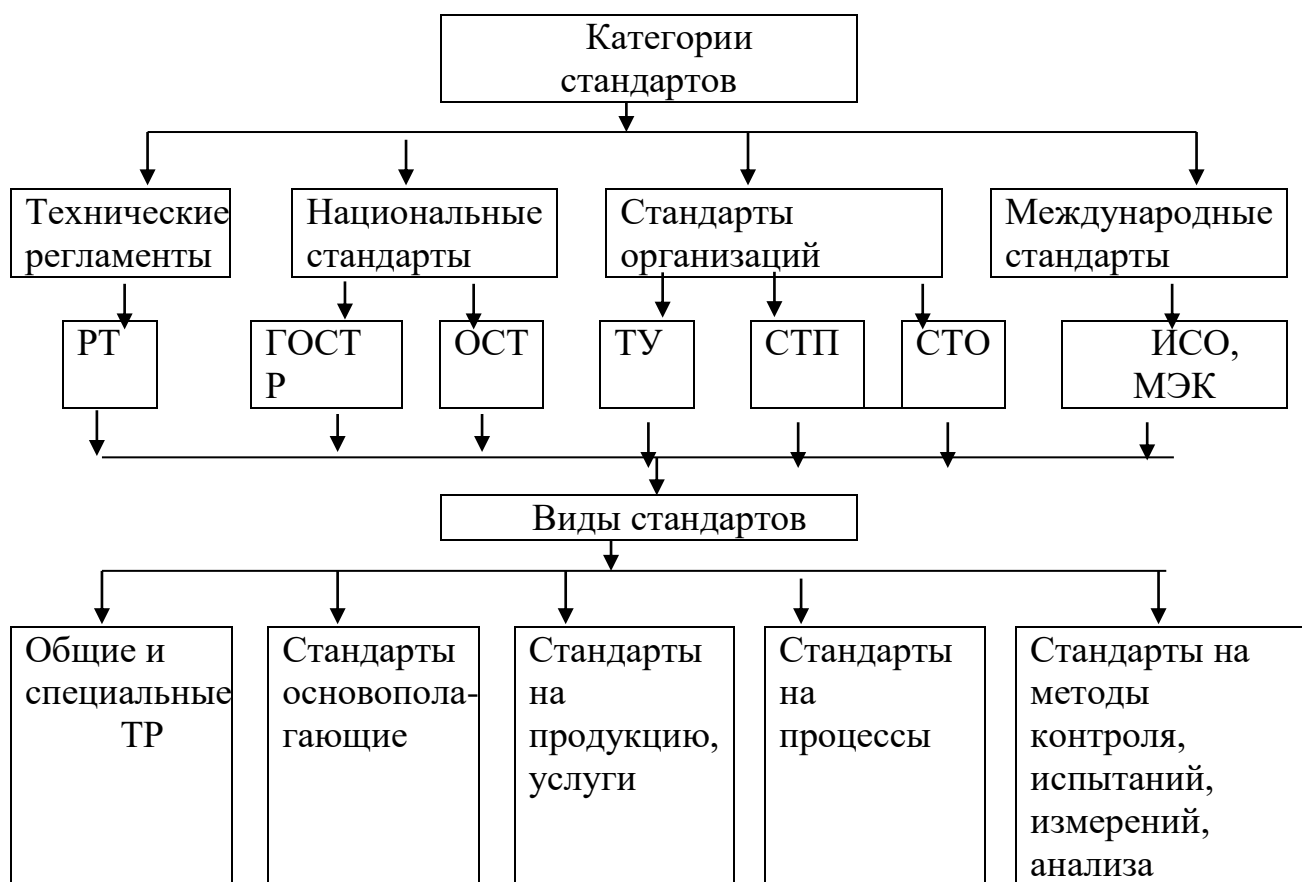 Категории
стандартов
Технические
регламенты
Национальные
стандарты
Стандарты
организаций
Международные
стандарты
РТ
ГОСТ
Р
ОСТ
ТУ
СТП
СТО
ИСО,
МЭК
Виды стандартов
Общие и
специальные
ТР
Стандарты
основопола-
гающие
Стандарты
на
продукцию,
услуги
Стандарты
на
процессы
Стандарты на
методы
контроля,
испытаний,
измерений,
анализа